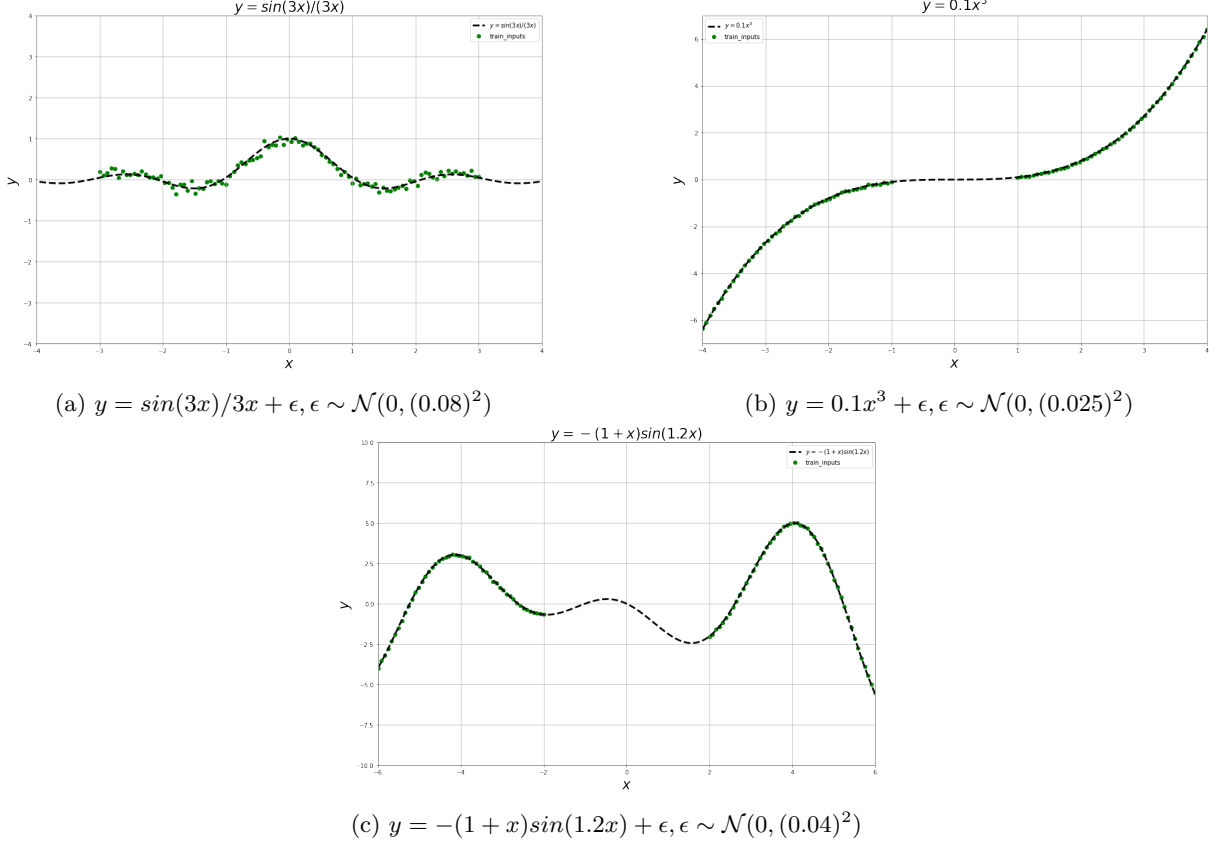 y = sin(3x)/(3x)
y = sin(3x)/(3x)
train_inputs
4
3
2
1
0
−1
−2
−3
−4
y
−4 −3 −2 −1 0 1 2 3 4
x
(a) y = sin(3x)/3x + ϵ, ϵ ∼ N(0, (0.08)²)
y = 0.1x³
y = 0.1x³
train_inputs
6
4
2
0
−2
−4
−6
y
−4 −3 −2 −1 0 1 2 3 4
x
(b) y = 0.1x³ + ϵ, ϵ ∼ N(0, (0.025)²)
y = − (1 + x)sin(1.2x)
y = − (1 + x)sin(1.2x)
train_inputs
10.0
7.5
5.0
2.5
0.0
−2.5
−5.0
−7.5
−10.0
y
−6 −4 −2 0 2 4 6
x
(c) y = −(1 + x)sin(1.2x) + ϵ, ϵ ∼ N(0, (0.04)²)